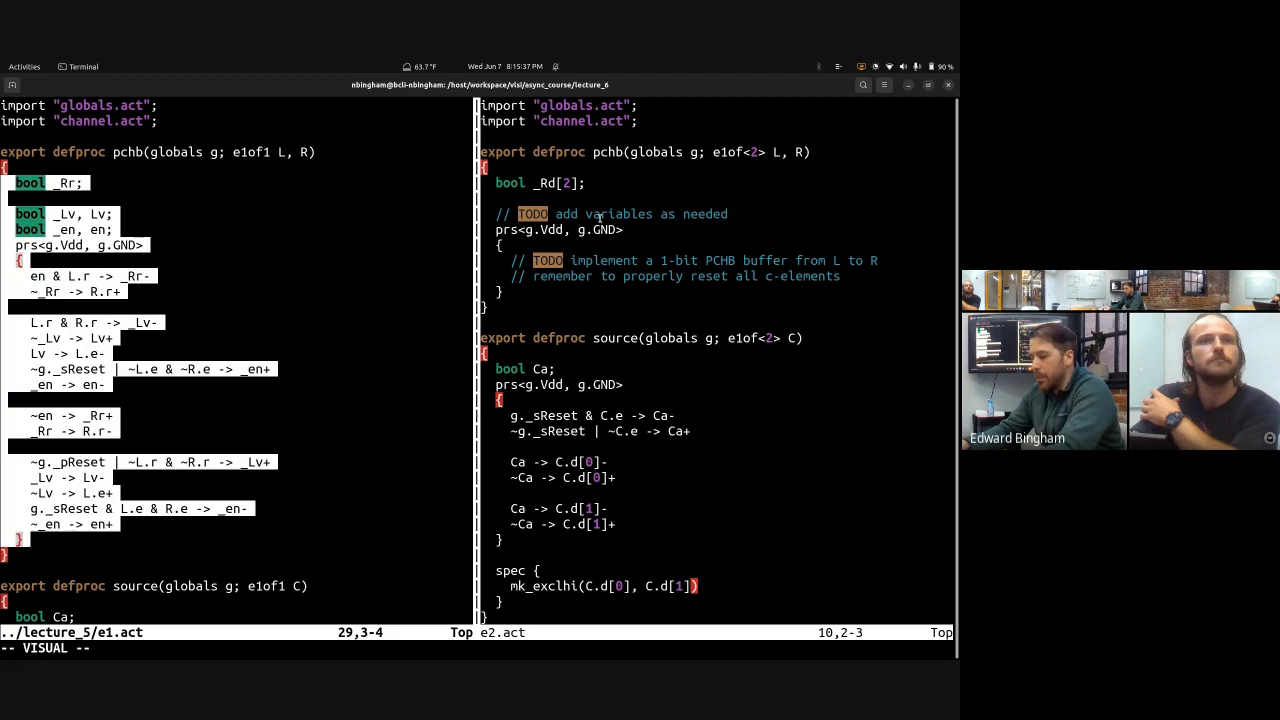 Activities Terminal 63.7 °F Wed Jun 7 8:15:37 PM 90 %
nbingham@bcli-nbingham: /host/workspace/vlsi/async_course/lecture_6
import "globals.act";
import "channel.act";
export defproc pchb(globals g; e1of1 L, R)
{
bool _Rr;
bool _Lv, Lv;
bool _en, en;
prs<g.Vdd, g.GND>
{
en & L.r -> _Rr-
~_Rr -> R.r+
L.r & R.r -> _Lv-
~_Lv -> Lv+
Lv -> L.e-
~g._sReset | ~L.e & ~R.e -> _en+
_en -> en-
~en -> _Rr+
_Rr -> R.r-
~g._pReset | ~L.r & ~R.r -> _Lv+
_Lv -> Lv-
~Lv -> L.e+
g._sReset & L.e & R.e -> _en-
~_en -> en+
}
}
export defproc source(globals g; e1of1 C)
{
bool Ca;
../lecture_5/e1.act 29,3-4 Top
-- VISUAL --
import "globals.act";
import "channel.act";
export defproc pchb(globals g; e1of<2> L, R)
{
bool _Rd[2];
// TODO add variables as needed
prs<g.Vdd, g.GND>
{
// TODO implement a 1-bit PCHB buffer from L to R
// remember to properly reset all c-elements
}
}
export defproc source(globals g; e1of<2> C)
{
bool Ca;
prs<g.Vdd, g.GND>
{
g._sReset & C.e -> Ca-
~g._sReset | ~C.e -> Ca+
Ca -> C.d[0]-
~Ca -> C.d[0]+
Ca -> C.d[1]-
~Ca -> C.d[1]+
}
spec {
mk_exclhi(C.d[0], C.d[1])
}
}
e2.act 10,2-3 Top
Edward Bingham